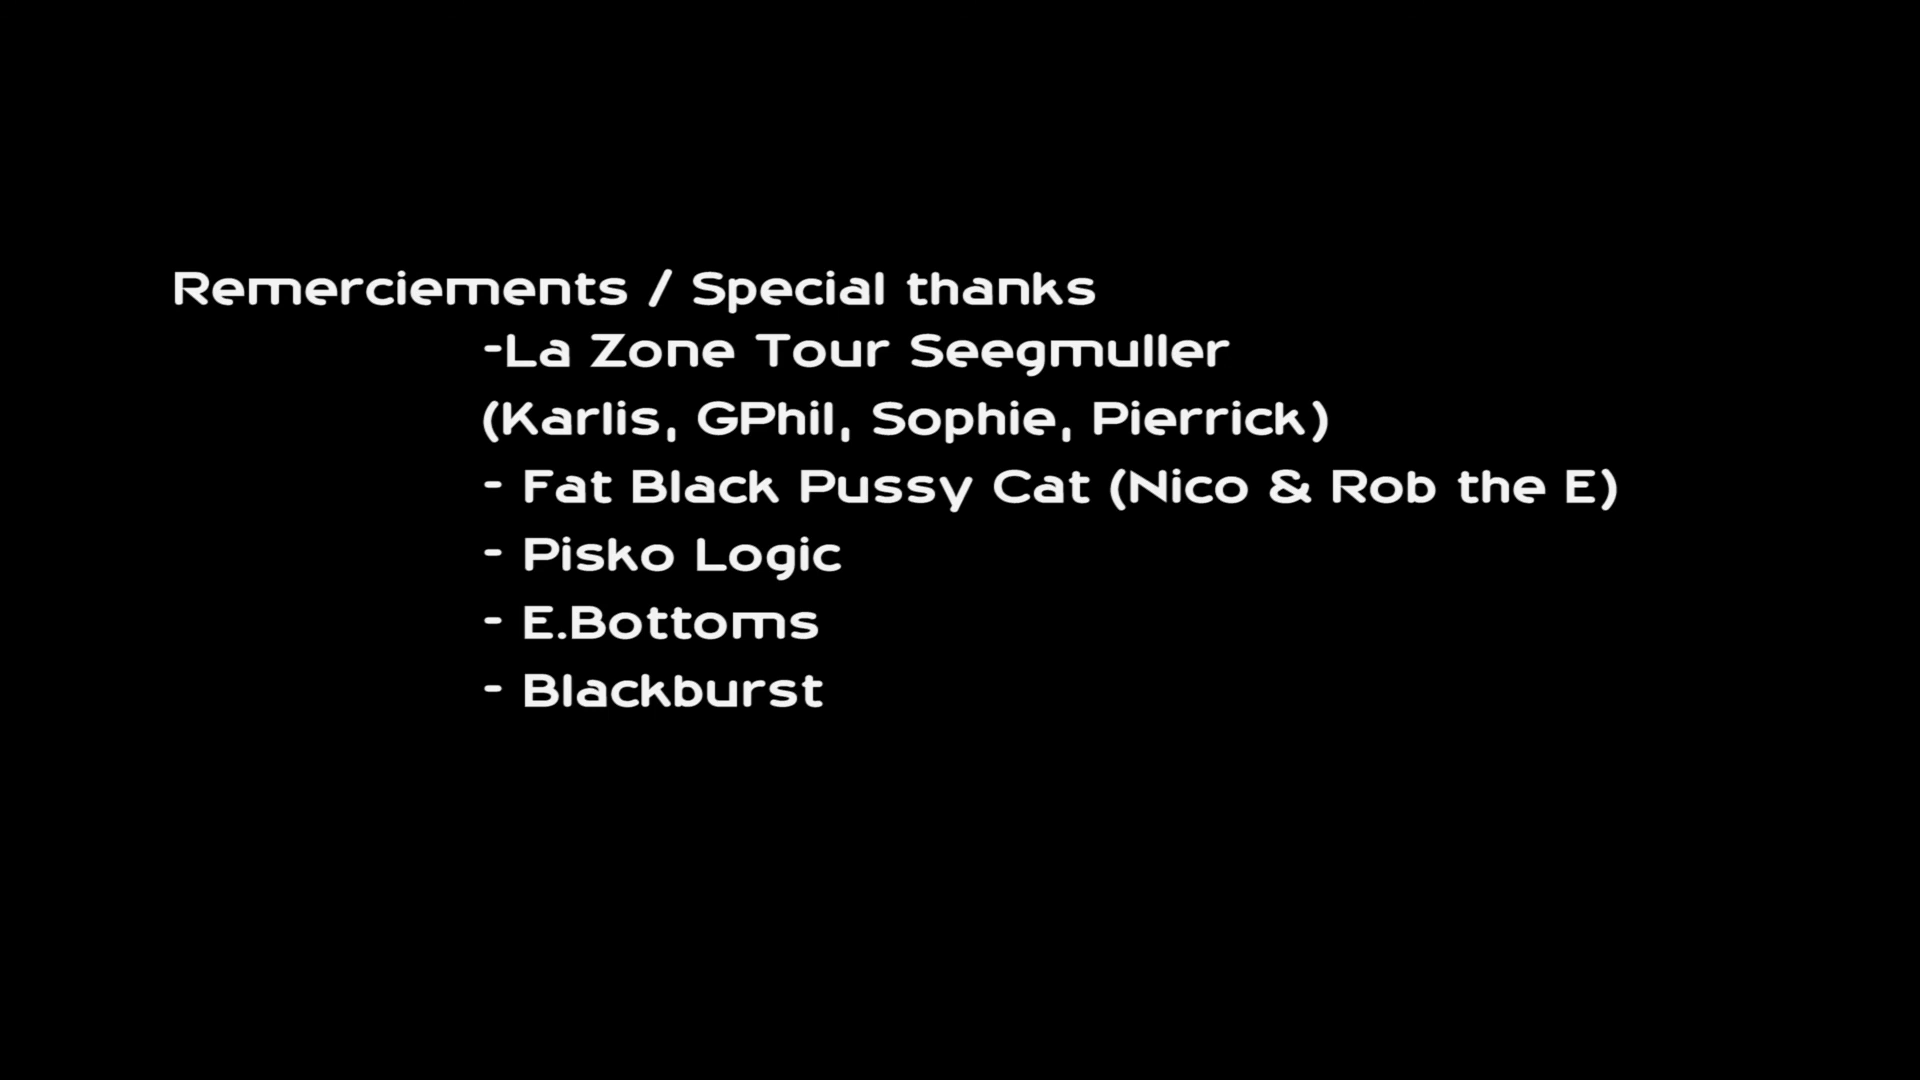 Remerciements / Special thanks
-La Zone Tour Seegmuller
(Karlis, GPhil, Sophie, Pierrick)
- Fat Black Pussy Cat (Nico & Rob the E)
- Pisko Logic
- E.Bottoms
- Blackburst